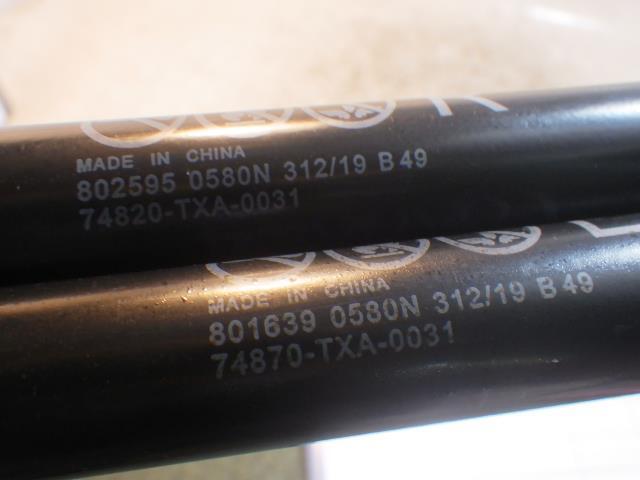 R
MADE IN CHINA
802595 0580N 312/19 B49
74820-TXA-0031
L
MADE IN CHINA
801639 0580N 312/19 B49
74870-TXA-0031